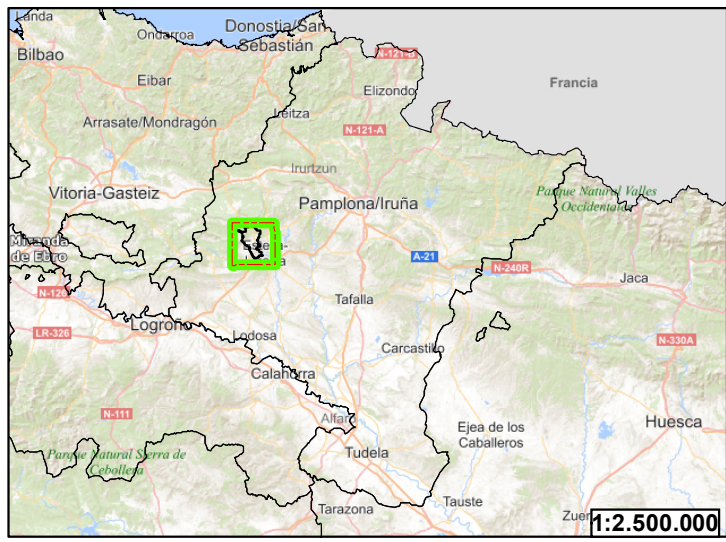 Landa
Ondarroa
Donostia/San
Sebastián
Bilbao
N-121-B
Eibar
Elizondo
Francia
Leitza
Arrasate/Mondragón
N-121-A
Irurtzun
Vitoria-Gasteiz
Pamplona/Iruña
Parque Natural Valles
Occidentales
Miranda
de Ebro
A-21
N-240R
Jaca
N-120
Tafalla
Logroño
LR-326
Lodosa
N-330A
Carcastillo
Calahorra
N-111
Alfaro
Huesca
Ejea de los
Caballeros
Parque Natural Sierra de
Cebollera
Tudela
Tauste
Tarazona
Zuer
1:2.500.000